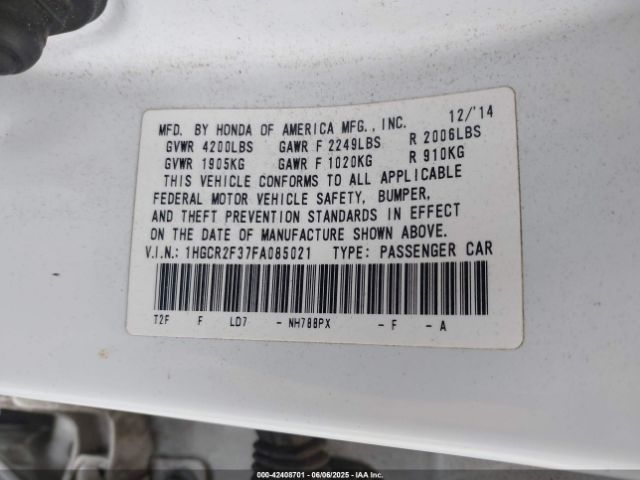 MFD. BY HONDA OF AMERICA MFG., INC. 12/'14
GVWR 4200LBS GAWR F 2249LBS R 2006LBS
GVWR 1905KG GAWR F 1020KG R 910KG
THIS VEHICLE CONFORMS TO ALL APPLICABLE
FEDERAL MOTOR VEHICLE SAFETY, BUMPER,
AND THEFT PREVENTION STANDARDS IN EFFECT
ON THE DATE OF MANUFACTURE SHOWN ABOVE.
V.I.N.: 1HGCR2F37FA085021 TYPE: PASSENGER CAR
T2F F LD7 - NH788PX - F - A
000-42408701 - 06/06/2025 - Copyright © IAA